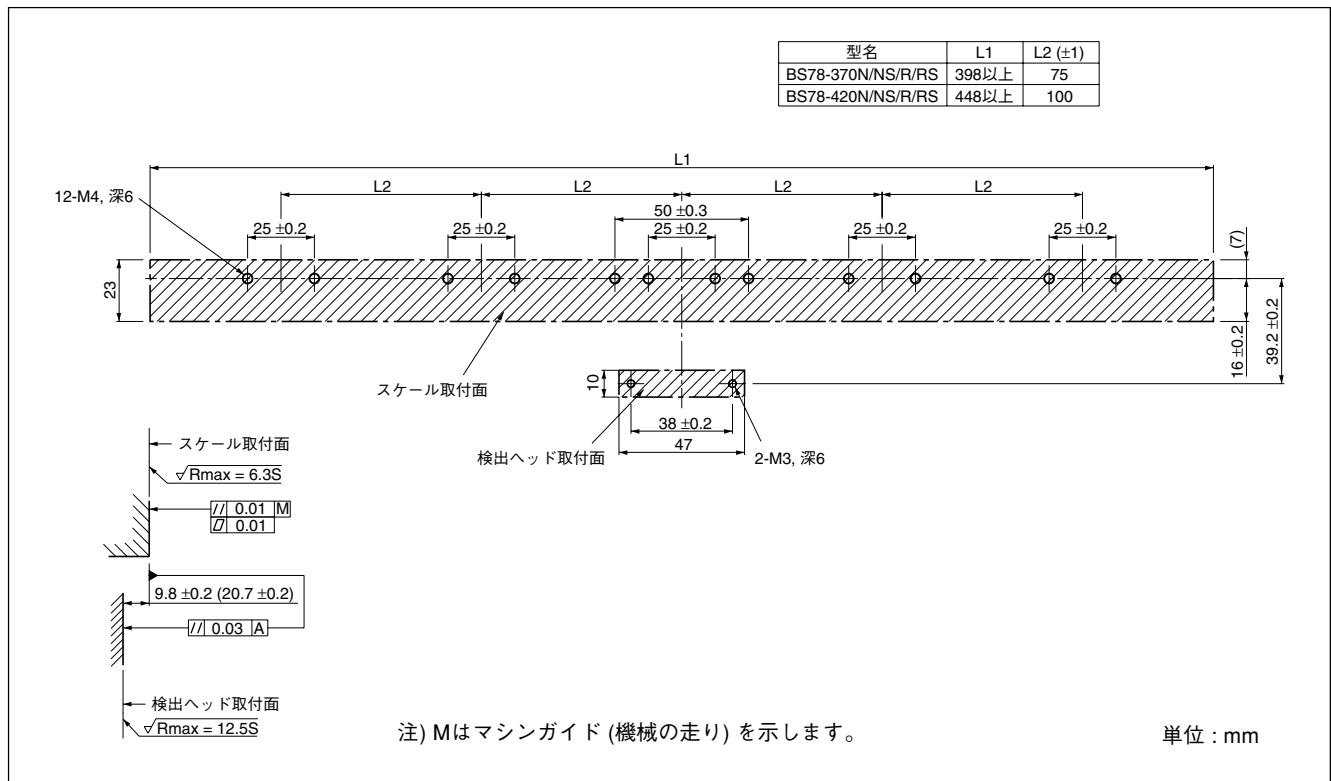 型名 L1 L2 (±1)
BS78-370N/NS/R/RS 398以上 75
BS78-420N/NS/R/RS 448以上 100
L1
12-M4, 深6
L2 L2 L2 L2
50 ±0.3
25 ±0.2 25 ±0.2 25 ±0.2 25 ±0.2 25 ±0.2
(7)
23
16 ±0.2
39.2 ±0.2
スケール取付面
10
38 ±0.2
47
検出ヘッド取付面
2-M3, 深6
スケール取付面
Rmax = 6.3S
// 0.01 M
⏥ 0.01
9.8 ±0.2 (20.7 ±0.2)
// 0.03 A
検出ヘッド取付面
Rmax = 12.5S
注) Mはマシンガイド (機械の走り) を示します。
単位 : mm